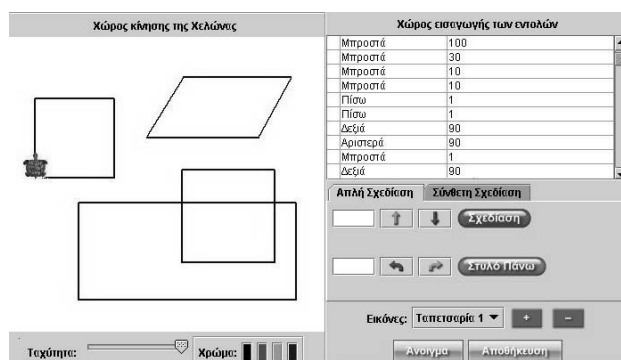 Χώρος κίνησης της Χελώνας
Χώρος εισαγωγής των εντολών
Μπροστά 100
Μπροστά 30
Μπροστά 10
Μπροστά 10
Πίσω 1
Πίσω 1
Δεξιά 90
Αριστερά 90
Μπροστά 1
Δεξιά 90
Απλή Σχεδίαση Σύνθετη Σχεδίαση
Σχεδίαση
Στυλό Πάνω
Εικόνες: Ταπετσαρία 1 + -
Ταχύτητα: Χρώμα:
Άνοιγμα Αποθήκευση